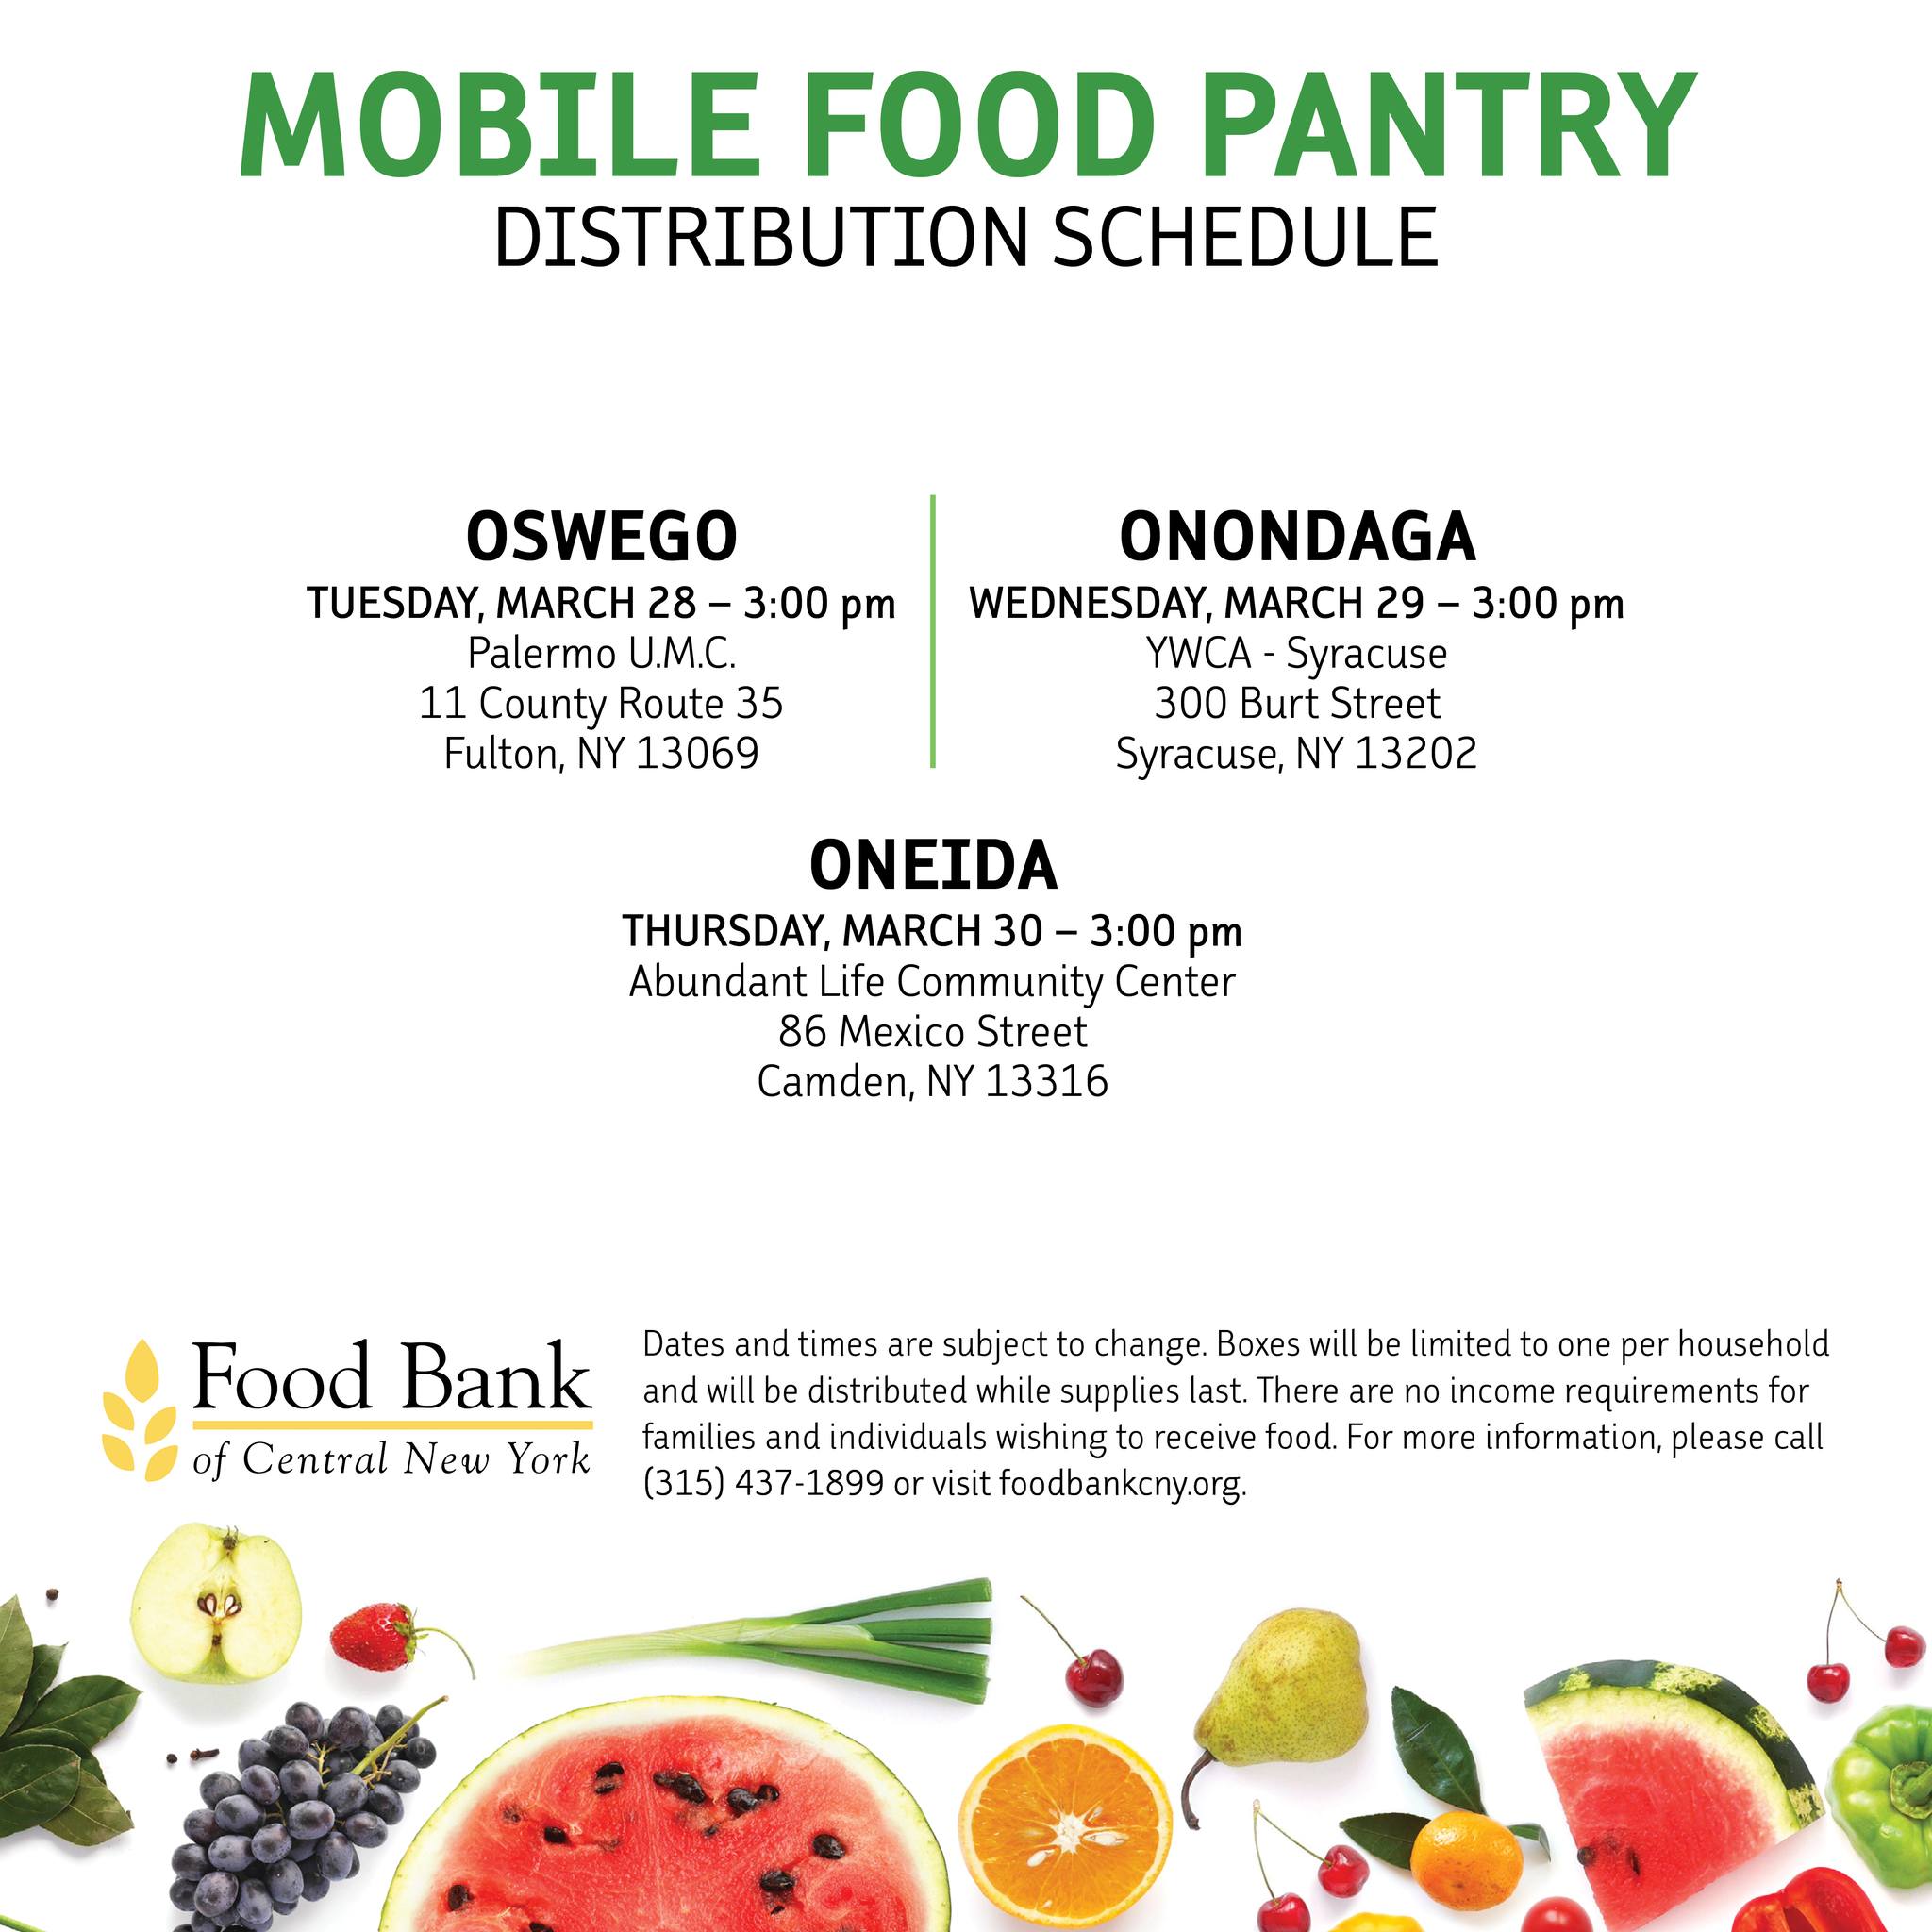 MOBILE FOOD PANTRY
DISTRIBUTION SCHEDULE
OSWEGO
TUESDAY, MARCH 28 – 3:00 pm
Palermo U.M.C.
11 County Route 35
Fulton, NY 13069
ONONDAGA
WEDNESDAY, MARCH 29 – 3:00 pm
YWCA - Syracuse
300 Burt Street
Syracuse, NY 13202
ONEIDA
THURSDAY, MARCH 30 – 3:00 pm
Abundant Life Community Center
86 Mexico Street
Camden, NY 13316
Food Bank
of Central New York
Dates and times are subject to change. Boxes will be limited to one per household
and will be distributed while supplies last. There are no income requirements for
families and individuals wishing to receive food. For more information, please call
(315) 437-1899 or visit foodbankcny.org.